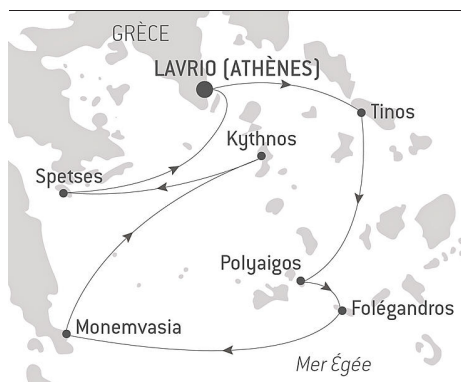 GRÈCE
LAVRIO (ATHÈNES)
Tinos
Kythnos
Spetses
Polyaigos
Folégandros
Monemvasia
Mer Égée